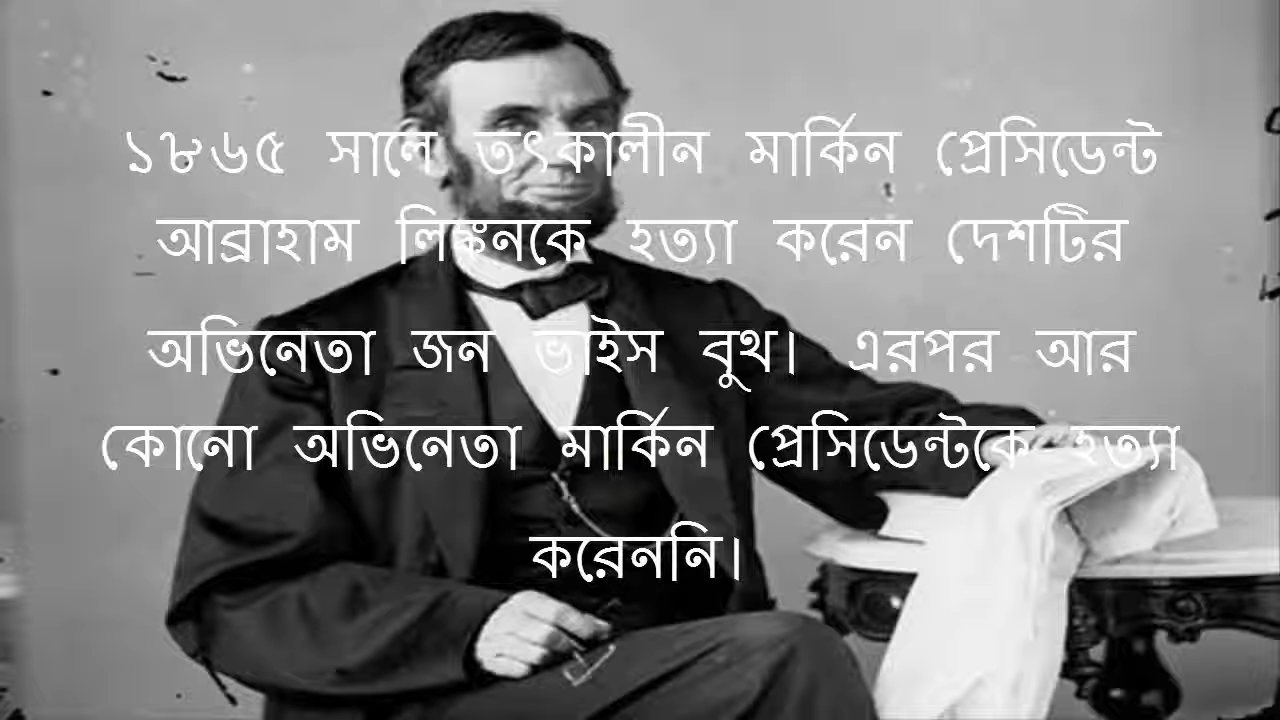 ১৮৬৫ সালে তৎকালীন মার্কিন প্রেসিডেন্ট
আব্রাহাম লিঙ্কনকে হত্যা করেন দেশটির
অভিনেতা জন ভাইস বুথ। এরপর আর
কোনো অভিনেতা মার্কিন প্রেসিডেন্টকে হত্যা
করেননি।